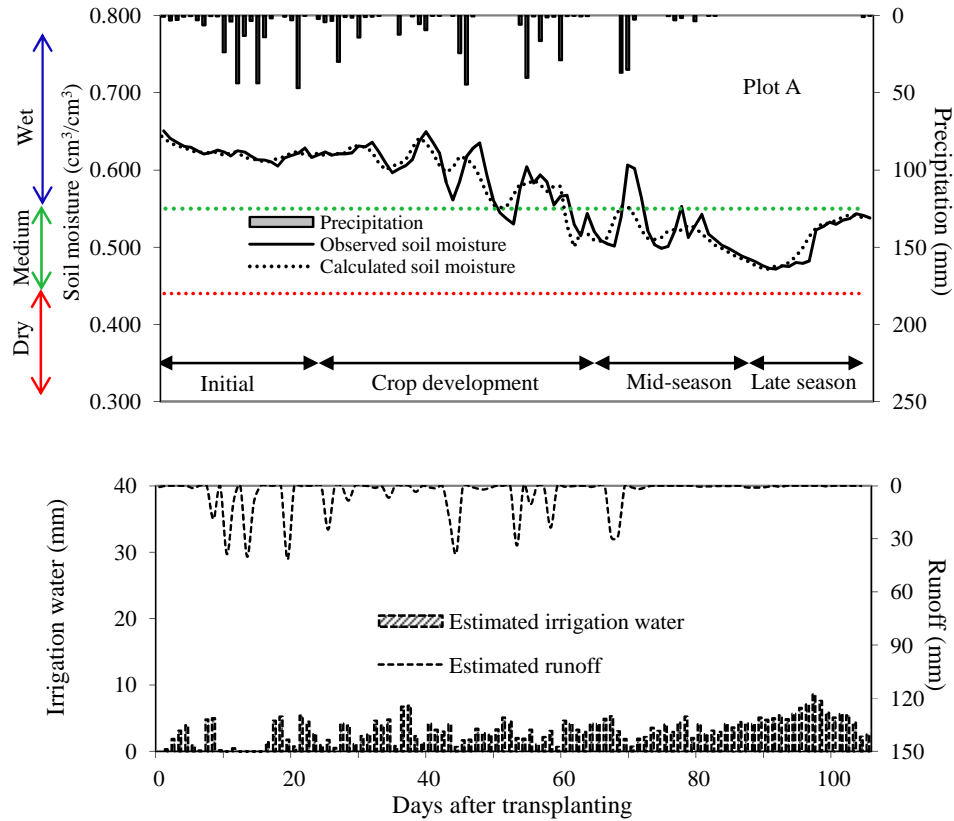 0.800
0.700
0.600
0.500
0.400
0.300
Wet
Medium
Dry
Soil moisture (cm³/cm³)
Plot A
Precipitation
Observed soil moisture
Calculated soil moisture
Initial
Crop development
Mid-season
Late season
0
50
100
150
200
250
Precipitation (mm)
40
30
20
10
0
Irrigation water (mm)
Estimated irrigation water
Estimated runoff
0
30
60
90
120
150
Runoff (mm)
0 20 40 60 80 100
Days after transplanting